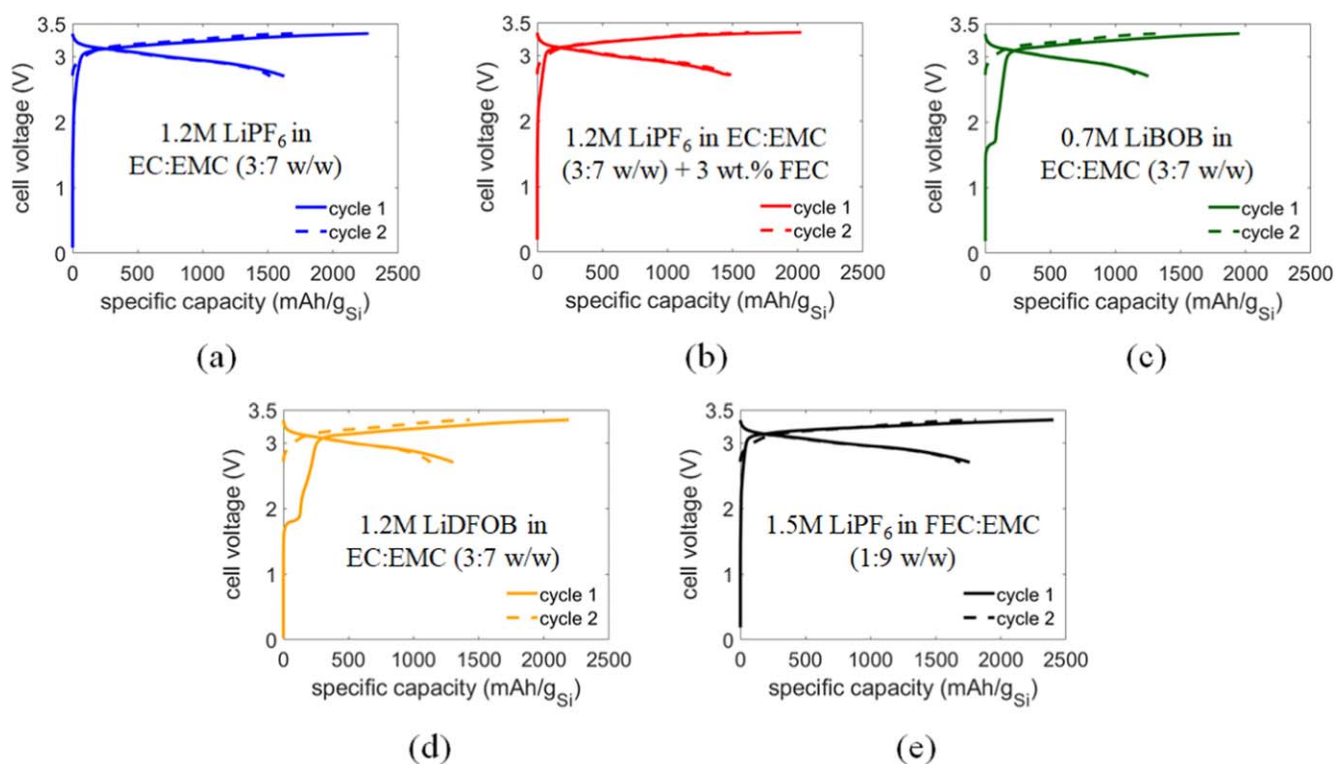 cell voltage (V)
3.5
3
2
1
0
1.2M LiPF₆ in
EC:EMC (3:7 w/w)
cycle 1
cycle 2
0 500 1000 1500 2000 2500
specific capacity (mAh/g_Si)
(a)
cell voltage (V)
3.5
3
2
1
0
1.2M LiPF₆ in EC:EMC
(3:7 w/w) + 3 wt.% FEC
cycle 1
cycle 2
0 500 1000 1500 2000 2500
specific capacity (mAh/g_Si)
(b)
cell voltage (V)
3.5
3
2
1
0
0.7M LiBOB in
EC:EMC (3:7 w/w)
cycle 1
cycle 2
0 500 1000 1500 2000 2500
specific capacity (mAh/g_Si)
(c)
cell voltage (V)
3.5
3
2
1
0
1.2M LiDFOB in
EC:EMC (3:7 w/w)
cycle 1
cycle 2
0 500 1000 1500 2000 2500
specific capacity (mAh/g_Si)
(d)
cell voltage (V)
3.5
3
2
1
0
1.5M LiPF₆ in FEC:EMC
(1:9 w/w)
cycle 1
cycle 2
0 500 1000 1500 2000 2500
specific capacity (mAh/g_Si)
(e)